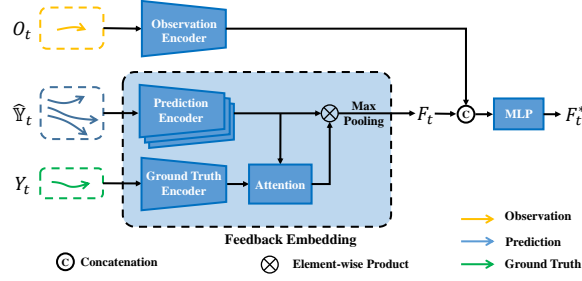 O_t
Observation
Encoder
Ŷ_t
Prediction
Encoder
Max
Pooling
F_t
C
MLP
F_t^*
Y_t
Ground Truth
Encoder
Attention
Feedback Embedding
Observation
Prediction
Ground Truth
C Concatenation
Element-wise Product